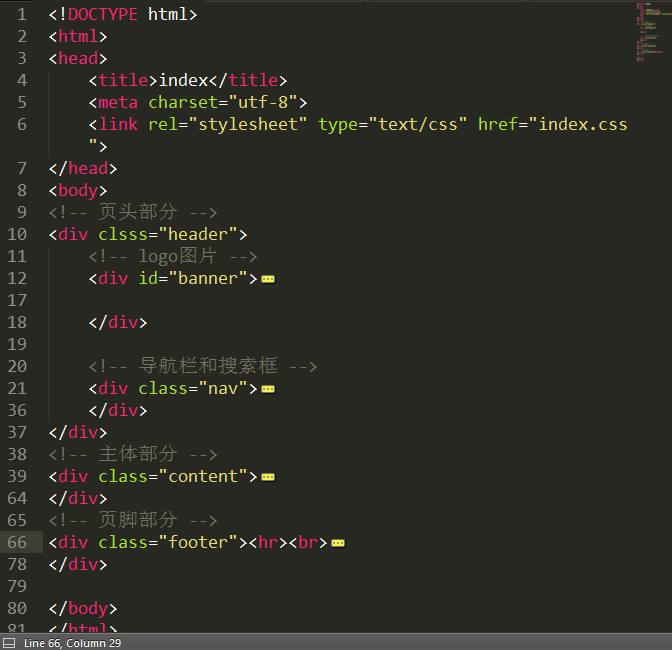 1 <!DOCTYPE html>
2 <html>
3 <head>
4 <title>index</title>
5 <meta charset="utf-8">
6 <link rel="stylesheet" type="text/css" href="index.css
">
7 </head>
8 <body>
9 <!-- 页头部分 -->
10 <div clsss="header">
11 <!-- logo图片 -->
12 <div id="banner">
17
18 </div>
19
20 <!-- 导航栏和搜索框 -->
21 <div class="nav">
36 </div>
37 </div>
38 <!-- 主体部分 -->
39 <div class="content">
64 </div>
65 <!-- 页脚部分 -->
66 <div class="footer"><hr><br>
78 </div>
79
80 </body>
81 </html>
Line 66, Column 29